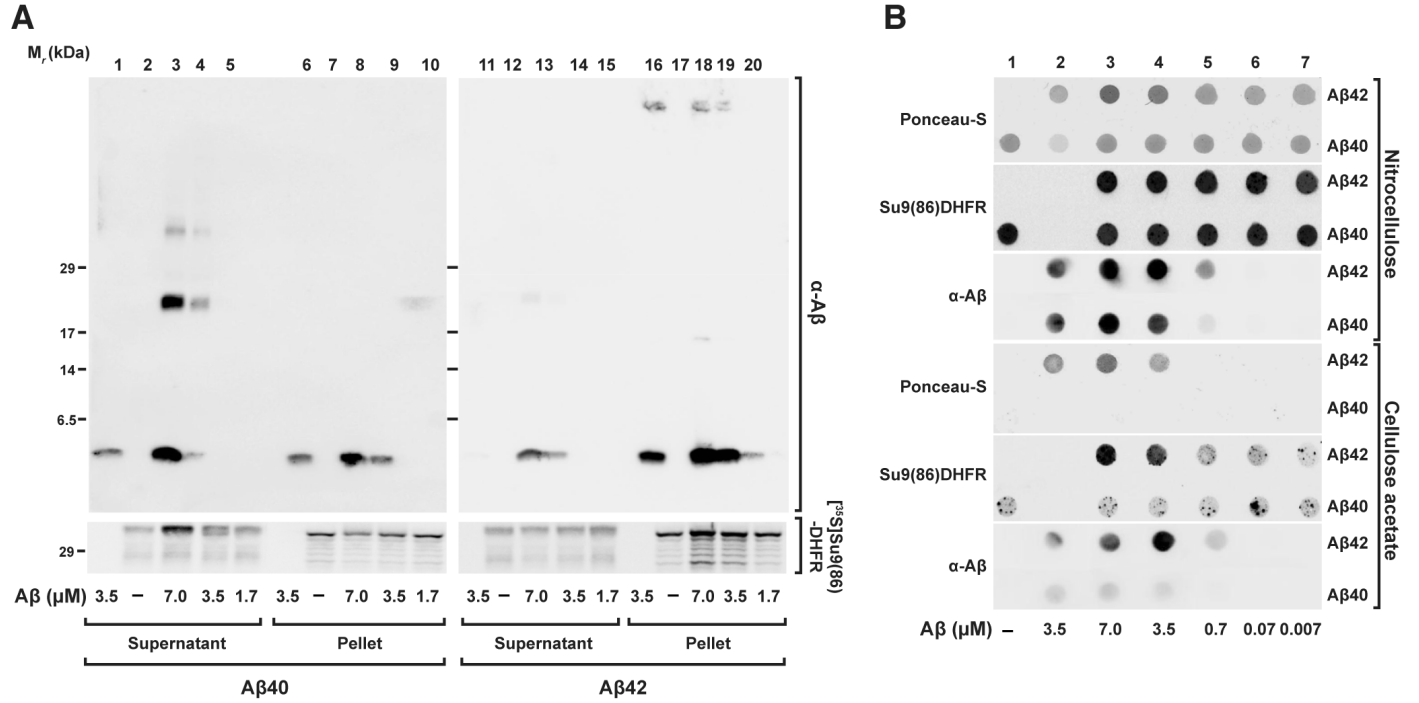 A
Mr (kDa)
1 2 3 4 5 6 7 8 9 10 11 12 13 14 15 16 17 18 19 20
29
17
14
6.5
α-Aβ
29
[35S]Su9(86)
-DHFR
Aβ (µM) 3.5 – 7.0 3.5 1.7 3.5 – 7.0 3.5 1.7 3.5 – 7.0 3.5 1.7 3.5 – 7.0 3.5 1.7
Supernatant Pellet Supernatant Pellet
Aβ40 Aβ42
B
1 2 3 4 5 6 7
Ponceau-S
Aβ42
Aβ40
Su9(86)DHFR
Aβ42
Aβ40
α-Aβ
Aβ42
Aβ40
Nitrocellulose
Ponceau-S
Aβ42
Aβ40
Su9(86)DHFR
Aβ42
Aβ40
α-Aβ
Aβ42
Aβ40
Cellulose acetate
Aβ (µM) – 3.5 7.0 3.5 0.7 0.07 0.007